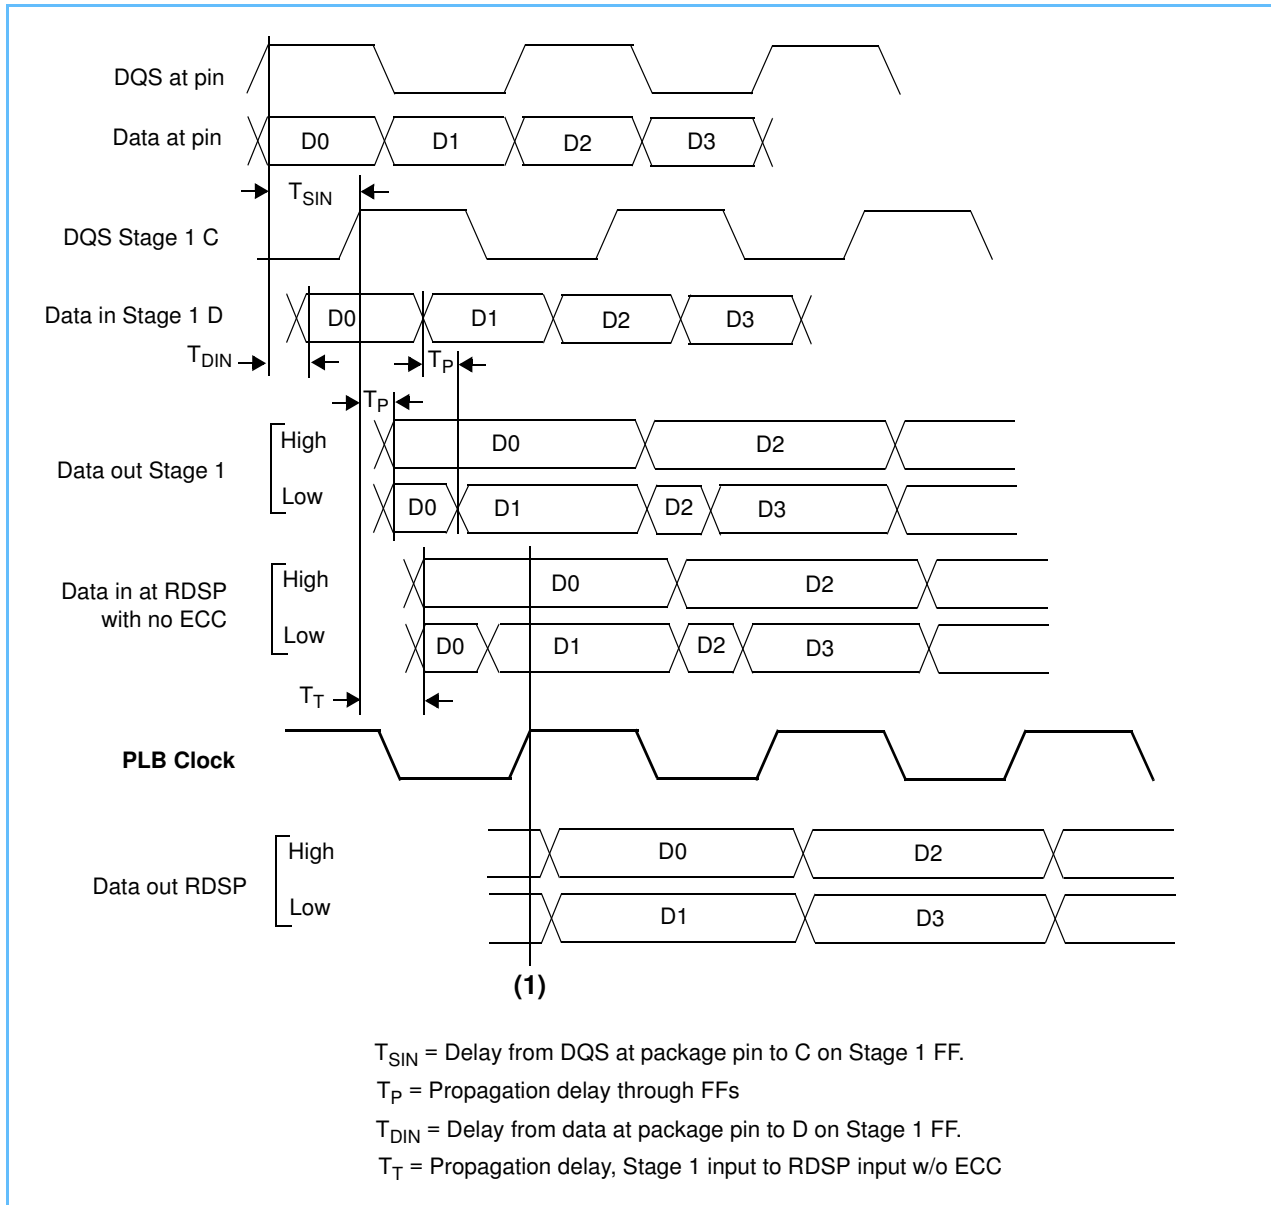 DQS at pin
Data at pin
D0 D1 D2 D3
TSIN
DQS Stage 1 C
Data in Stage 1 D
D0 D1 D2 D3
TDIN
TP
TP
Data out Stage 1
High
D0 D2
Low
D0 D1 D2 D3
Data in at RDSP
with no ECC
High
D0 D2
Low
D0 D1 D2 D3
TT
PLB Clock
Data out RDSP
High
D0 D2
Low
D1 D3
(1)
TSIN = Delay from DQS at package pin to C on Stage 1 FF.
TP = Propagation delay through FFs
TDIN = Delay from data at package pin to D on Stage 1 FF.
TT = Propagation delay, Stage 1 input to RDSP input w/o ECC